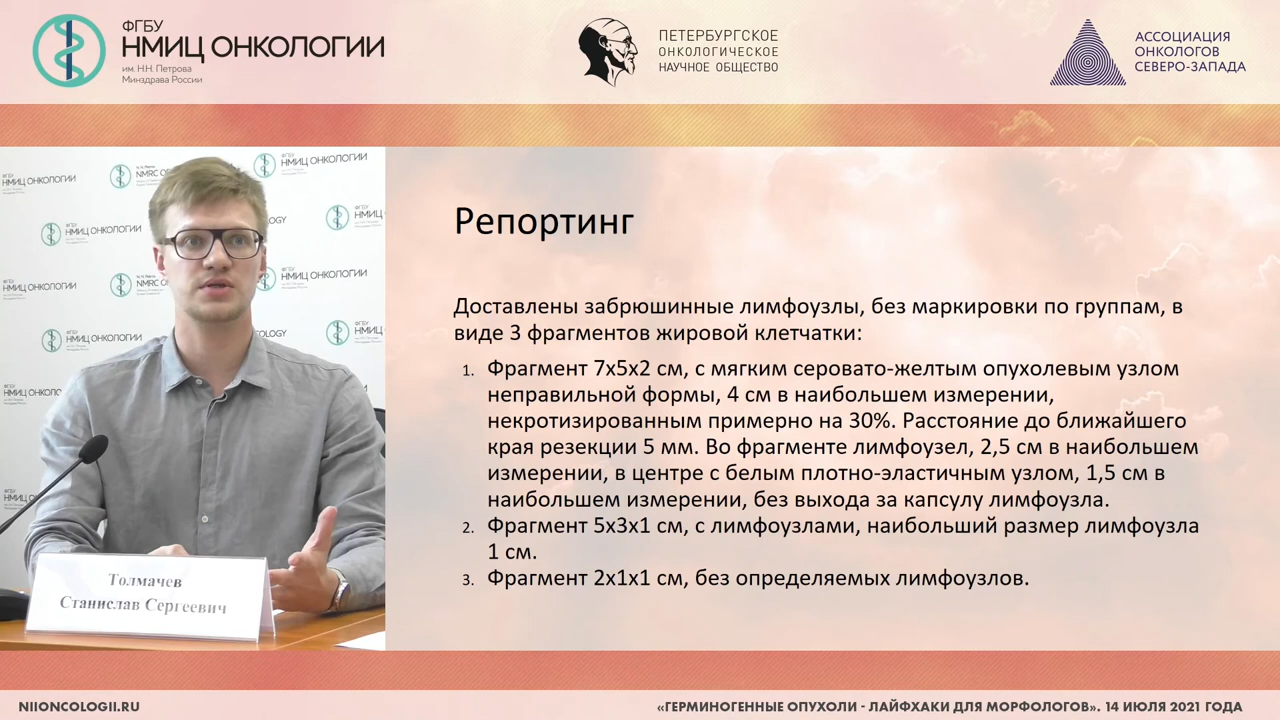 ФГБУ
НМИЦ ОНКОЛОГИИ
им. Н.Н. Петрова
Минздрава России
ПЕТЕРБУРГСКОЕ
ОНКОЛОГИЧЕСКОЕ
НАУЧНОЕ ОБЩЕСТВО
АССОЦИАЦИЯ
ОНКОЛОГОВ
СЕВЕРО-ЗАПАДА
Репортинг
Доставлены забрюшинные лимфоузлы, без маркировки по группам, в
виде 3 фрагментов жировой клетчатки:
1. Фрагмент 7х5х2 см, с мягким серовато-желтым опухолевым узлом
неправильной формы, 4 см в наибольшем измерении,
некротизированным примерно на 30%. Расстояние до ближайшего
края резекции 5 мм. Во фрагменте лимфоузел, 2,5 см в наибольшем
измерении, в центре с белым плотно-эластичным узлом, 1,5 см в
наибольшем измерении, без выхода за капсулу лимфоузла.
2. Фрагмент 5х3х1 см, с лимфоузлами, наибольший размер лимфоузла
1 см.
3. Фрагмент 2х1х1 см, без определяемых лимфоузлов.
Толмачев
Станислав Сергеевич
NIIONCOLOGII.RU
«ГЕРМИНОГЕННЫЕ ОПУХОЛИ - ЛАЙФХАКИ ДЛЯ МОРФОЛОГОВ». 14 ИЮЛЯ 2021 ГОДА